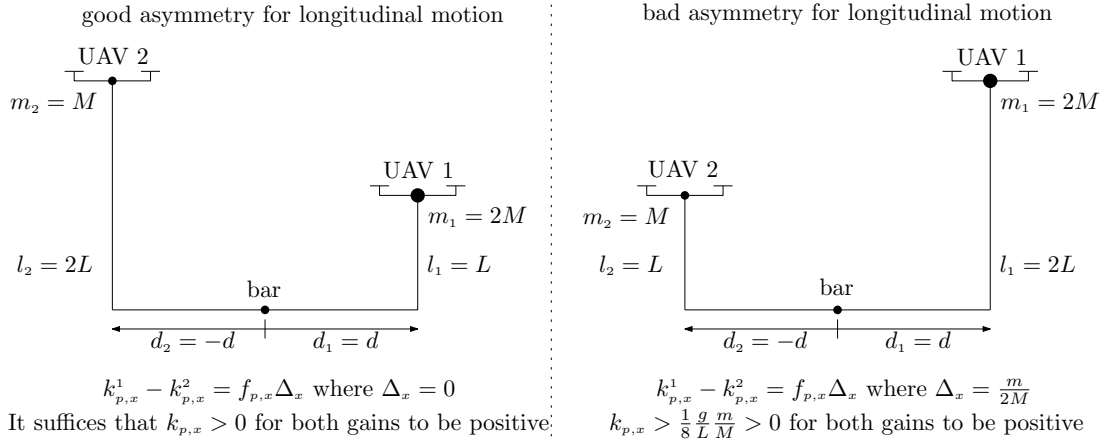 good asymmetry for longitudinal motion
UAV 2
m₂ = M
UAV 1
m₁ = 2M
l₂ = 2L
l₁ = L
bar
d₂ = −d
d₁ = d
k¹ₚ,ₓ − k²ₚ,ₓ = fₚ,ₓΔₓ where Δₓ = 0
It suffices that kₚ,ₓ > 0 for both gains to be positive
bad asymmetry for longitudinal motion
UAV 1
m₁ = 2M
UAV 2
m₂ = M
l₂ = L
l₁ = 2L
bar
d₂ = −d
d₁ = d
k¹ₚ,ₓ − k²ₚ,ₓ = fₚ,ₓΔₓ where Δₓ = m/2M
kₚ,ₓ > 1/8 g/L m/M > 0 for both gains to be positive